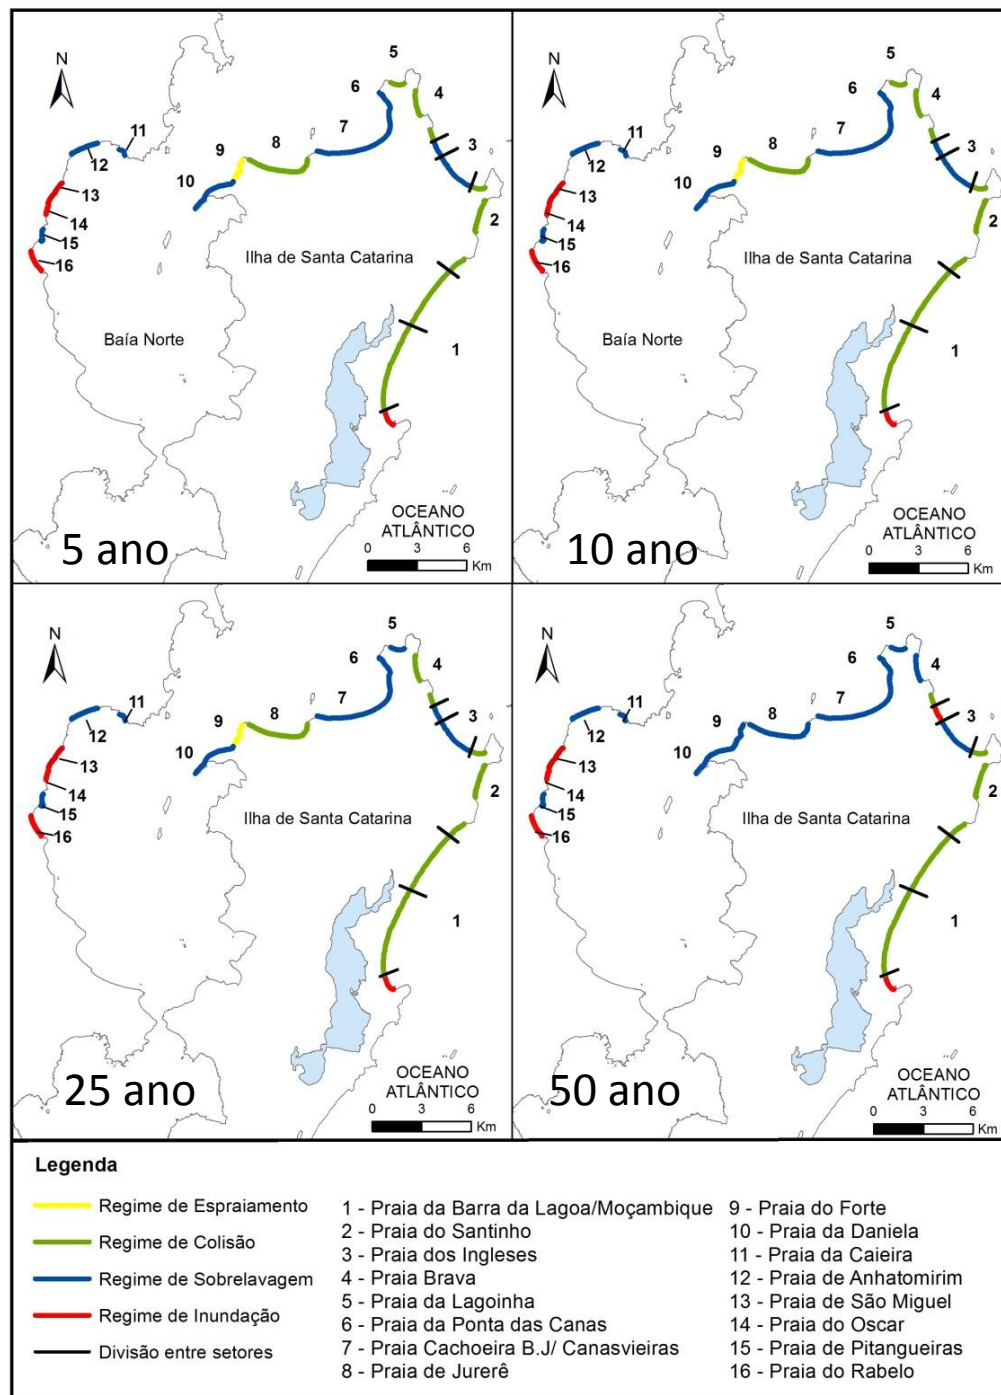 N
5
6
4
11
7
3
12
9
8
10
13
2
14
15
Ilha de Santa Catarina
16
Baía Norte
1
OCEANO
ATLÂNTICO
0 3 6
Km
5 ano
N
5
6
4
11
7
3
12
9
8
10
13
2
14
15
Ilha de Santa Catarina
16
Baía Norte
1
OCEANO
ATLÂNTICO
0 3 6
Km
10 ano
N
5
6
4
11
7
3
12
9
8
10
13
2
14
15
Ilha de Santa Catarina
16
1
OCEANO
ATLÂNTICO
0 3 6
Km
25 ano
N
5
6
4
11
7
3
12
9
8
10
13
2
14
15
Ilha de Santa Catarina
16
1
OCEANO
ATLÂNTICO
0 3 6
Km
50 ano
Legenda
Regime de Espraiamento
Regime de Colisão
Regime de Sobrelavagem
Regime de Inundação
Divisão entre setores
1 - Praia da Barra da Lagoa/Moçambique
2 - Praia do Santinho
3 - Praia dos Ingleses
4 - Praia Brava
5 - Praia da Lagoinha
6 - Praia da Ponta das Canas
7 - Praia Cachoeira B.J/ Canasvieiras
8 - Praia de Jurerê
9 - Praia do Forte
10 - Praia da Daniela
11 - Praia da Caieira
12 - Praia de Anhatomirim
13 - Praia de São Miguel
14 - Praia do Oscar
15 - Praia de Pitangueiras
16 - Praia do Rabelo